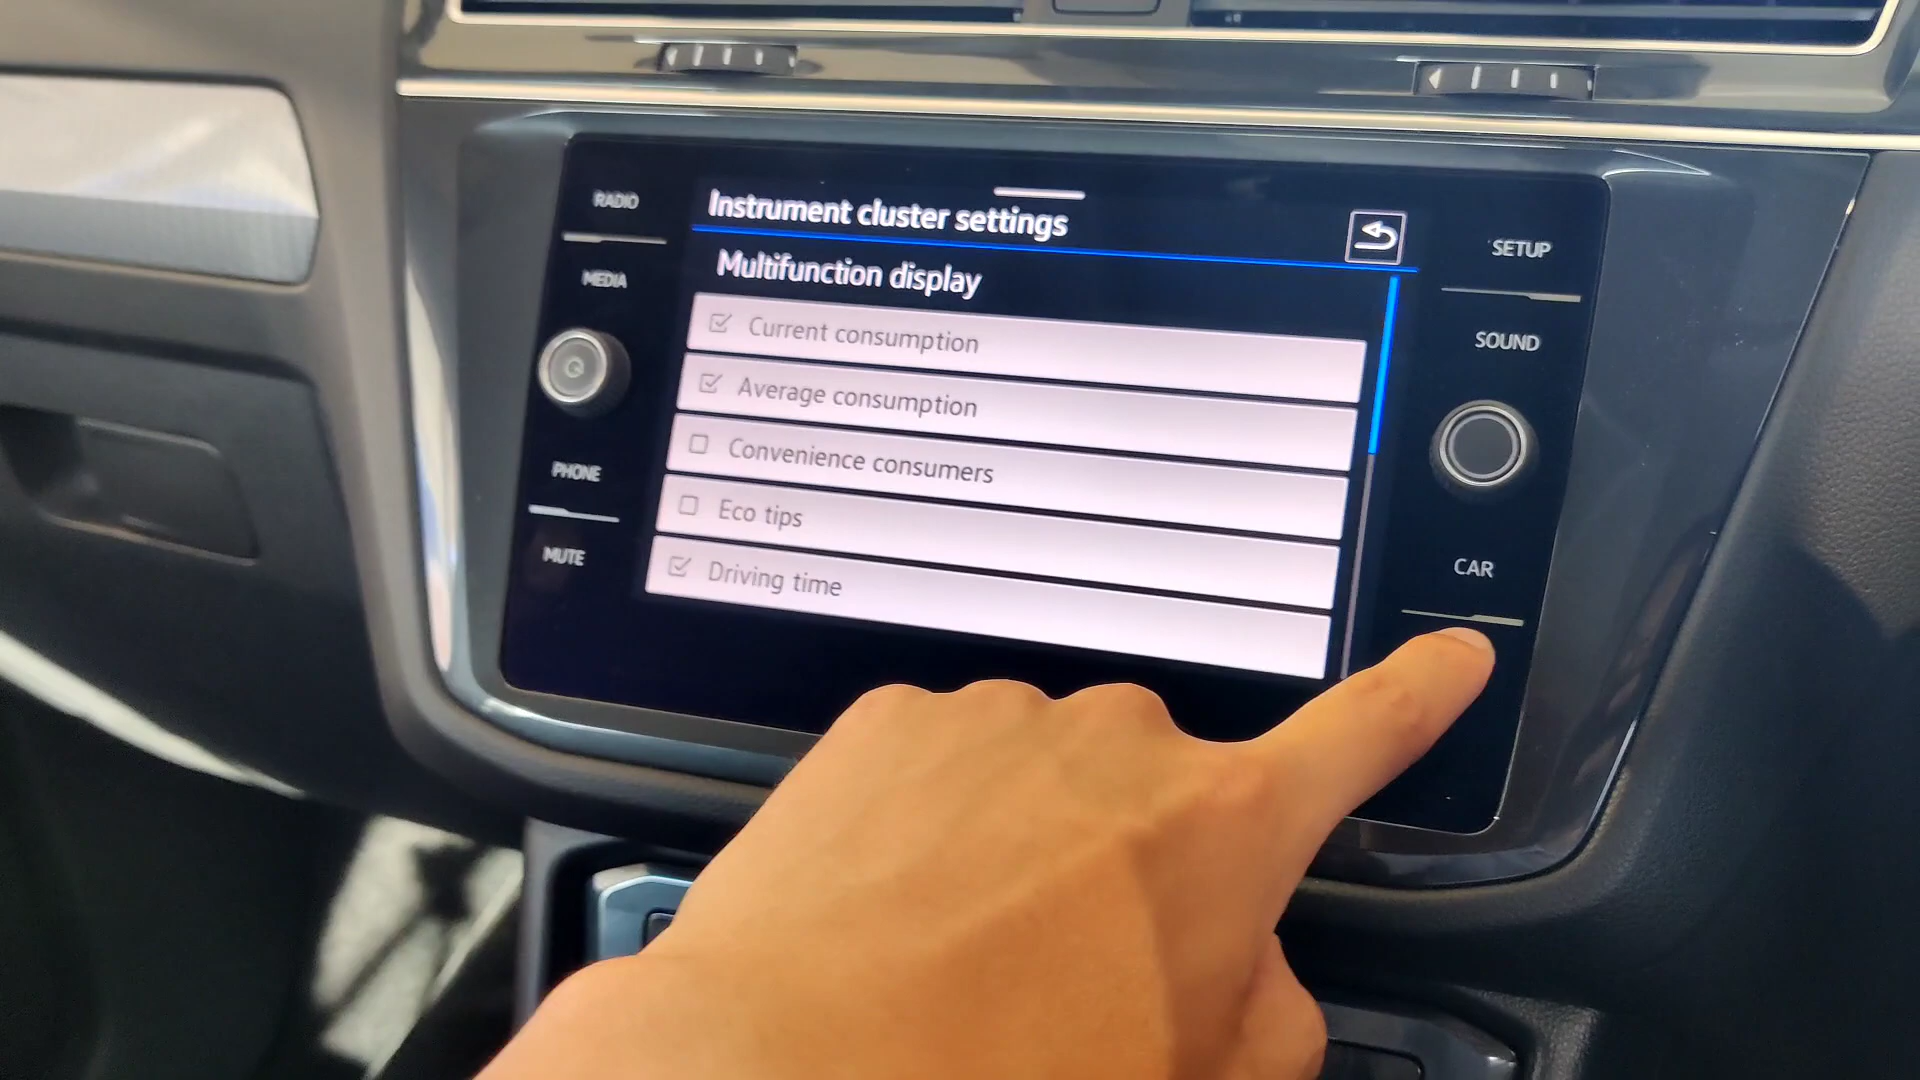 RADIO
MEDIA
PHONE
MUTE
Instrument cluster settings
Multifunction display
Current consumption
Average consumption
Convenience consumers
Eco tips
Driving time
SETUP
SOUND
CAR